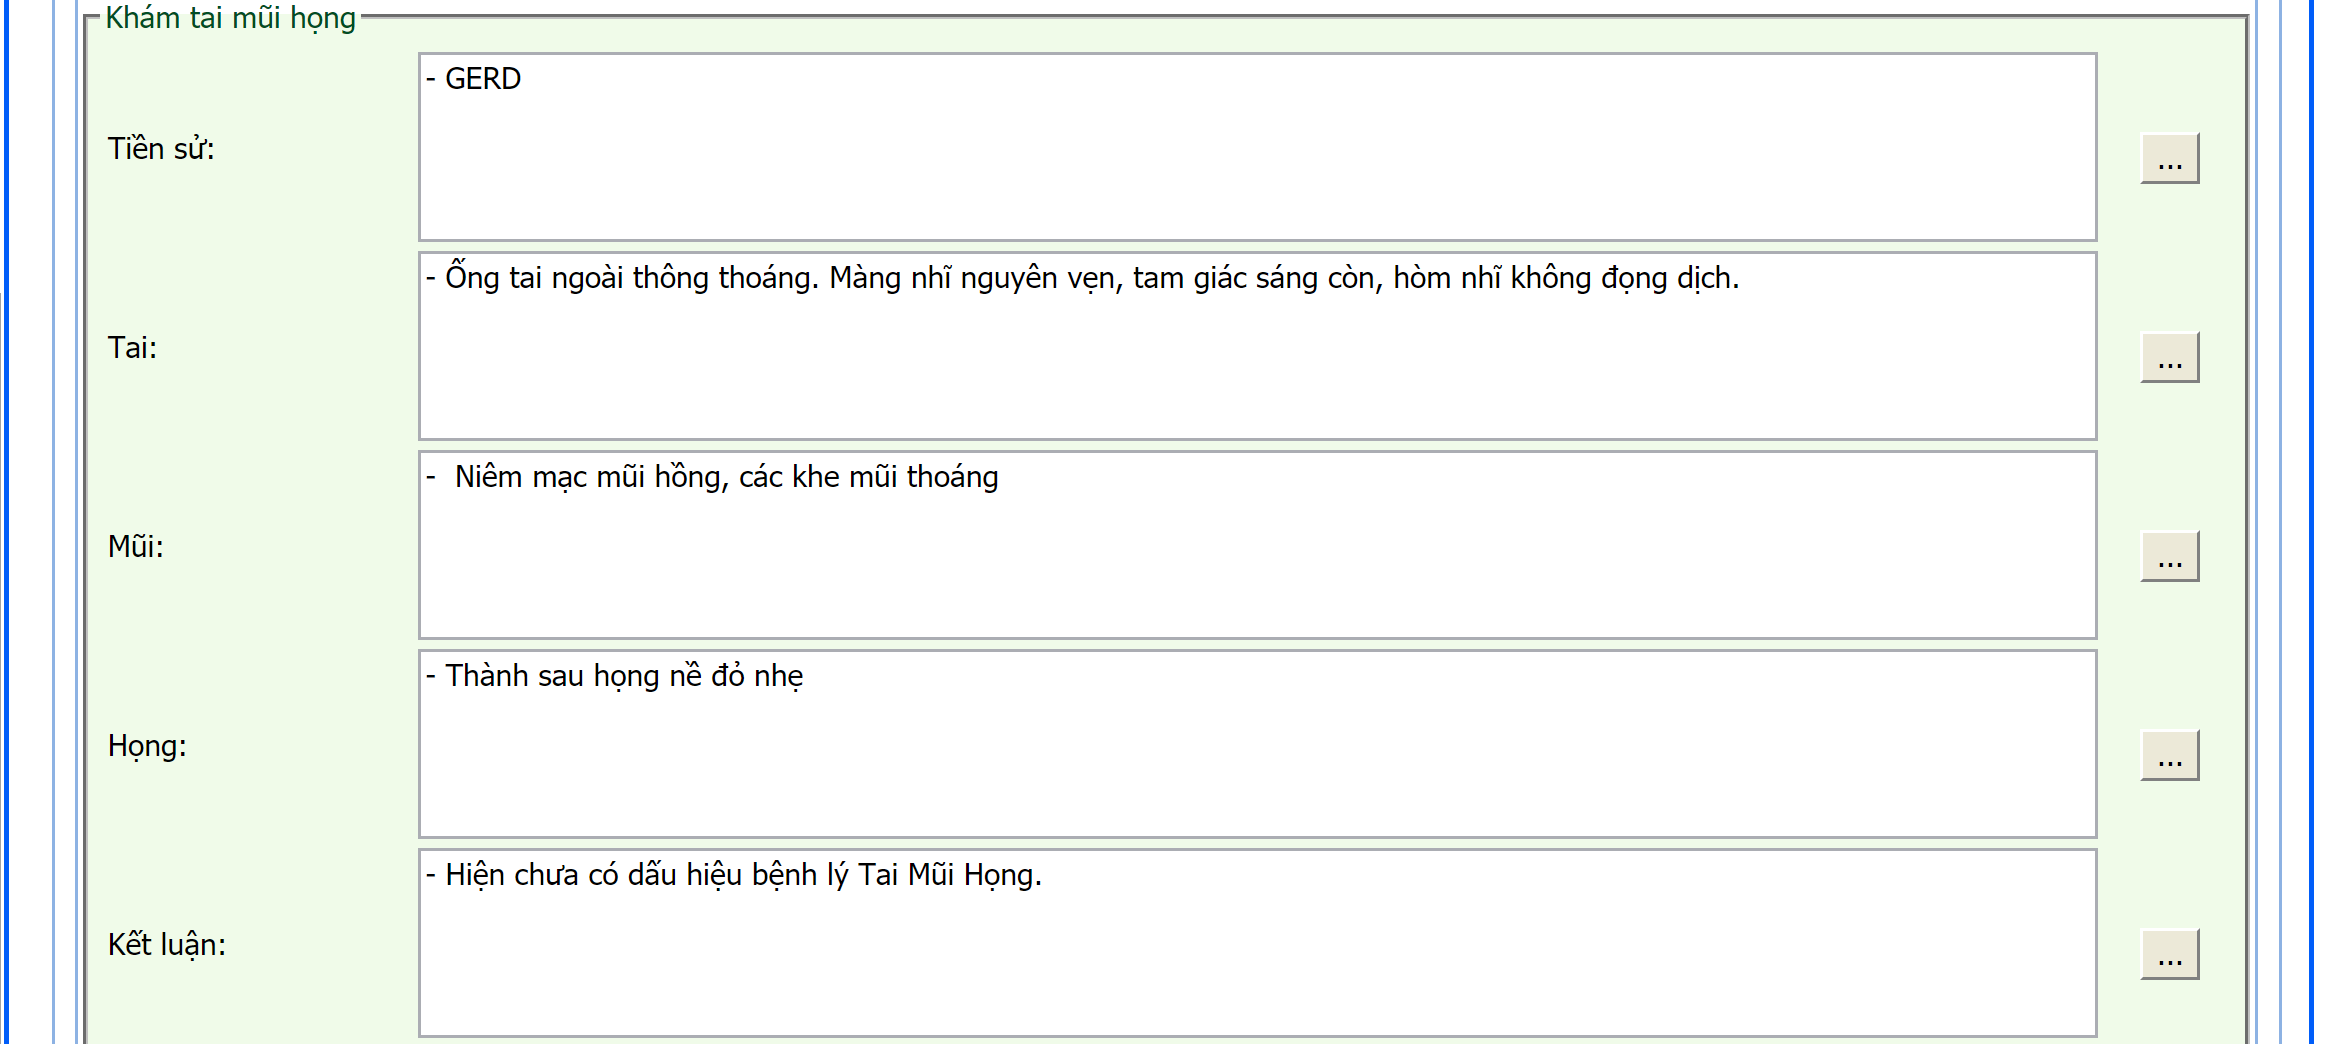 Khám tai mũi họng
- GERD
Tiền sử:
...
- Ống tai ngoài thông thoáng. Màng nhĩ nguyên vẹn, tam giác sáng còn, hòm nhĩ không đọng dịch.
Tai:
...
- Niêm mạc mũi hồng, các khe mũi thoáng
Mũi:
...
- Thành sau họng nề đỏ nhẹ
Họng:
...
- Hiện chưa có dấu hiệu bệnh lý Tai Mũi Họng.
Kết luận:
...